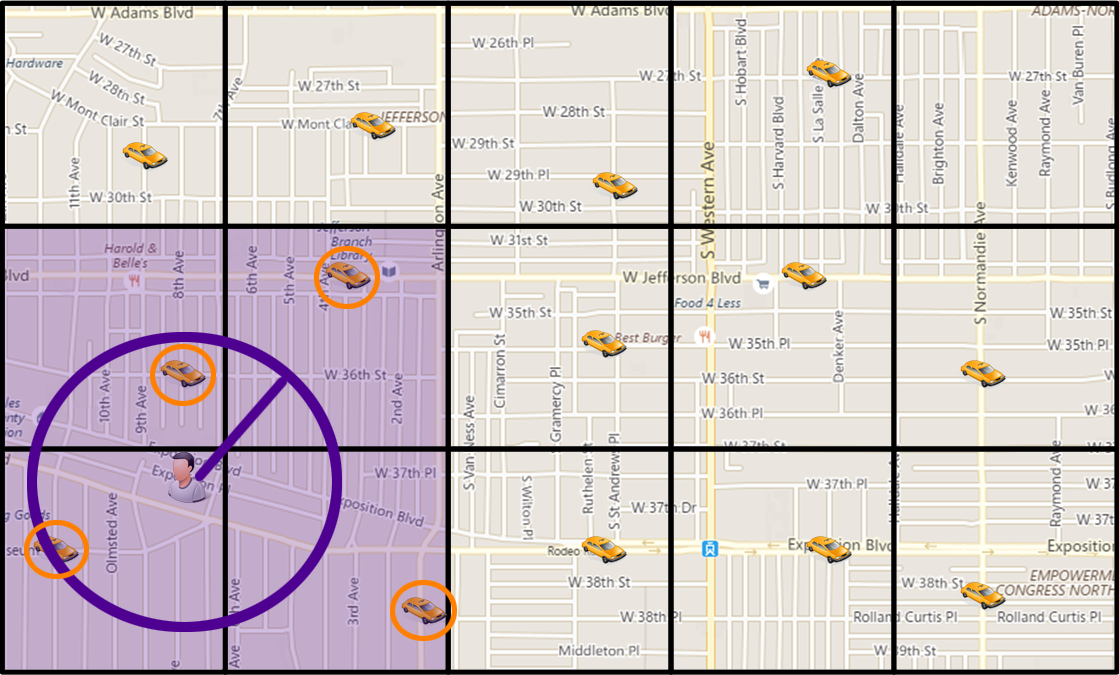 W Adams Blvd
W Adams Blvd
ADAMS-NOR
W 26th Pl
W 27th St
Hardware
W 28th St
W Mont Clair St
11th Ave
W 30th St
7th Ave
W 27th St
W Mont Cla
JEFFERSON
W 27th St
W 28th St
W 29th St
W 29th Pl
W 30th St
S Western Ave
S Hobart Blvd
S Harvard Blvd
S La Salle
Dalton Ave
W 30th St
W 27th St
Halldale Ave
Brighton Ave
Kenwood Ave
Raymond Ave
Van Buren Pl
S Budlong Ave
Harold &
Belle's
Blvd
8th Ave
6th Ave
5th Ave
4th Ave
Jefferson
Branch
Library
Arlington Ave
W 31st St
W Jefferson Blvd
Food 4 Less
W 35th St
Best Burger
W 35th Pl
Cimarron St
Gramercy Pl
W 36th St
W 36th Pl
W 37th St
Denker Ave
S Normandie Ave
W 35th St
W 35th Pl
W 36
10th Ave
9th Ave
W 36th St
2nd Ave
S Van Ness Ave
Exposition Blvd
W 37th Pl
Exposition Blvd
Olmsted Ave
3rd Ave
S Wilton Pl
Ruthelen St
S St Andrews Pl
W 37th Dr
W 37th Pl
Raymond Ave
W 37t
Rodeo
Exposition Blvd
Exposition
W 38th St
W 38th Pl
Middleton Pl
W 38th St
EMPOWERME
CONGRESS NORTH
Rolland Curtis Pl
Rolland Curtis Pl
W 39th St